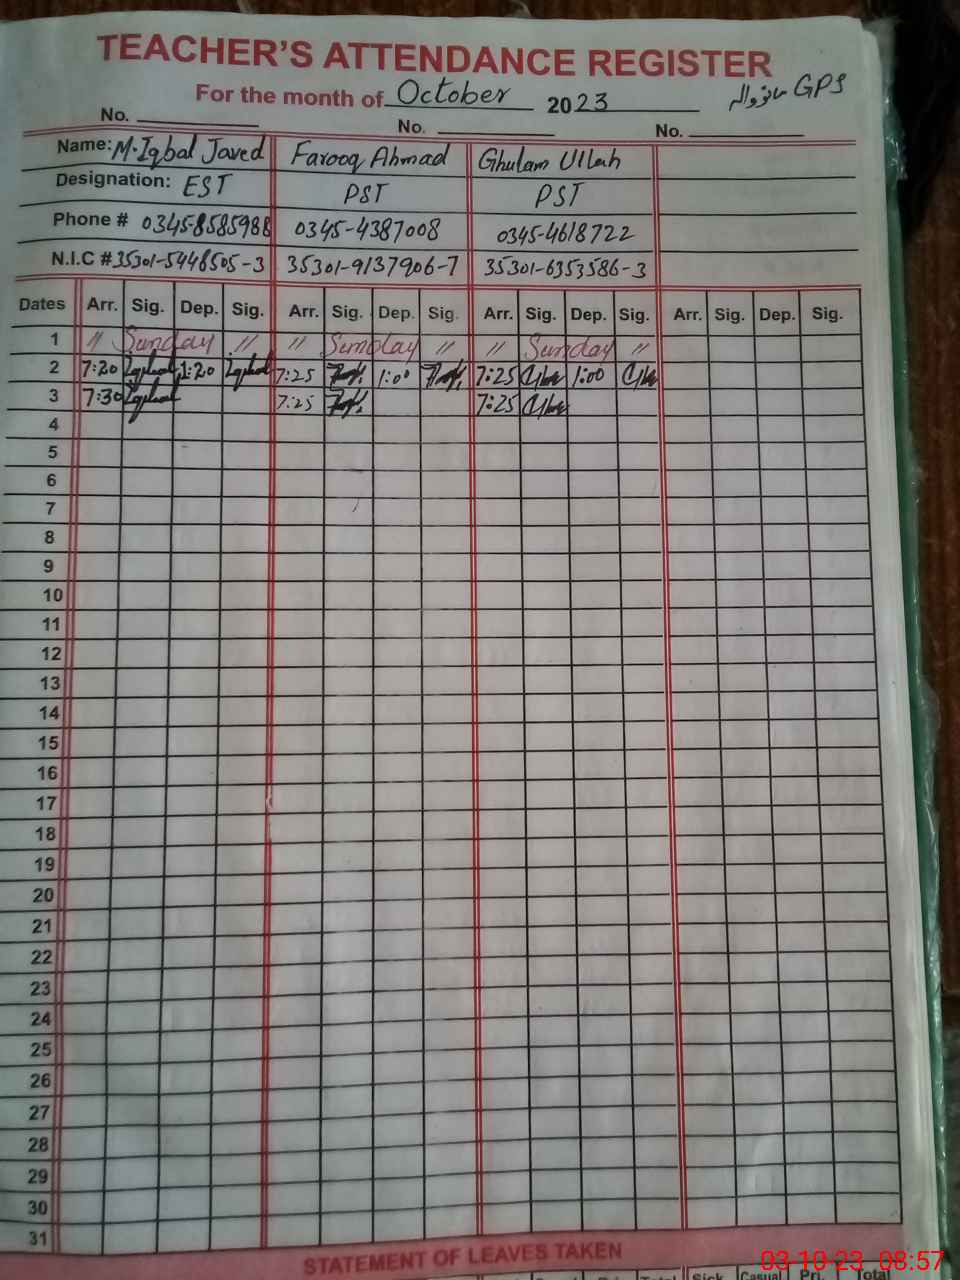 TEACHER'S ATTENDANCE REGISTER
For the month of October 2023 GPS
No. No. No.
Name: M.Iqbal Javed Farooq Ahmad Ghulam Ullah
Designation: EST PST PST
Phone # 0345-8585988 0345-4387008 0345-4618722
N.I.C # 35301-5448505-3 35301-9137906-7 35301-6353586-3
Dates Arr. Sig. Dep. Sig. Arr. Sig. Dep. Sig. Arr. Sig. Dep. Sig. Arr. Sig. Dep. Sig.
1 " Sunday " " Sunday " " Sunday "
2 7:20 Iqbal 1:20 Iqbal 7:25 1:00 7:25 1:00
3 7:30 Iqbal 7:25 7:25
4
5
6
7
8
9
10
11
12
13
14
15
16
17
18
19
20
21
22
23
24
25
26
27
28
29
30
31
STATEMENT OF LEAVES TAKEN
03-10-23 08:57
Total Sick Casual Pri. Total